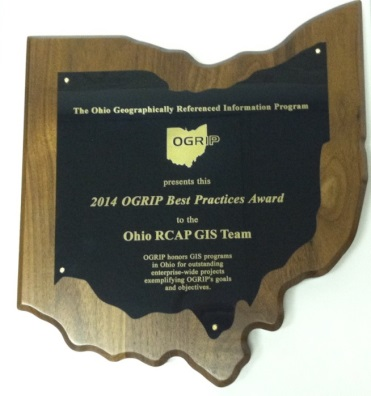 The Ohio Geographically Referenced Information Program
OGRIP
presents this
2014 OGRIP Best Practices Award
to the
Ohio RCAP GIS Team
OGRIP honors GIS programs
in Ohio for outstanding
enterprise-wide projects
exemplifying OGRIP's goals
and objectives.